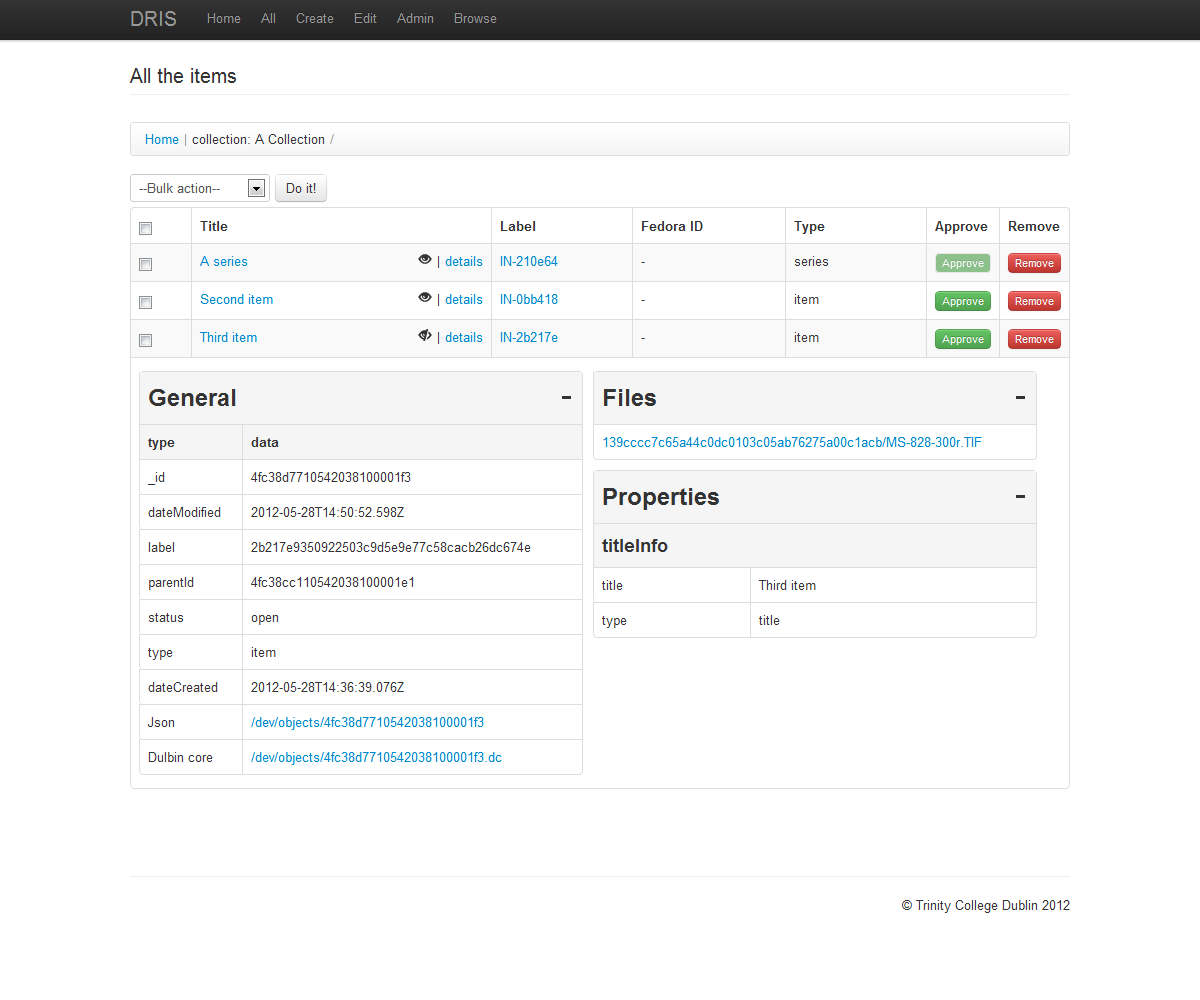 DRIS Home All Create Edit Admin Browse
All the items
Home | collection: A Collection /
--Bulk action-- Do it!
Title Label Fedora ID Type Approve Remove
A series | details IN-210e64 - series Approve Remove
Second item | details IN-0bb418 - item Approve Remove
Third item | details IN-2b217e - item Approve Remove
General
type data
_id 4fc38d7710542038100001f3
dateModified 2012-05-28T14:50:52.598Z
label 2b217e9350922503c9d5e9e77c58cacb26dc674e
parentId 4fc38cc110542038100001e1
status open
type item
dateCreated 2012-05-28T14:36:39.076Z
Json /dev/objects/4fc38d7710542038100001f3
Dulbin core /dev/objects/4fc38d7710542038100001f3.dc
Files
139cccc7c65a44c0dc0103c05ab76275a00c1acb/MS-828-300r.TIF
Properties
titleInfo
title Third item
type title
© Trinity College Dublin 2012